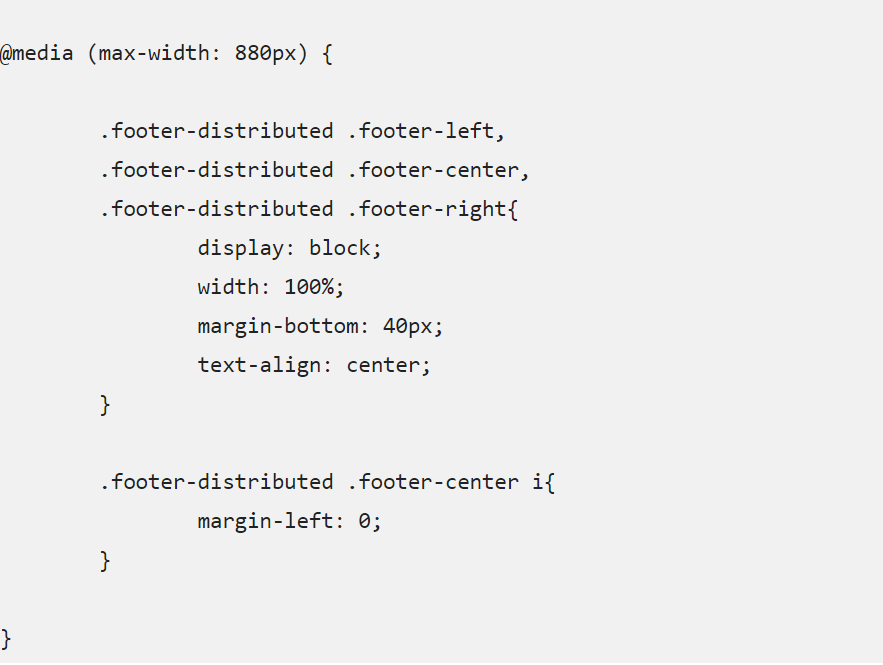 @media (max-width: 880px) {
.footer-distributed .footer-left,
.footer-distributed .footer-center,
.footer-distributed .footer-right{
display: block;
width: 100%;
margin-bottom: 40px;
text-align: center;
}
.footer-distributed .footer-center i{
margin-left: 0;
}
}